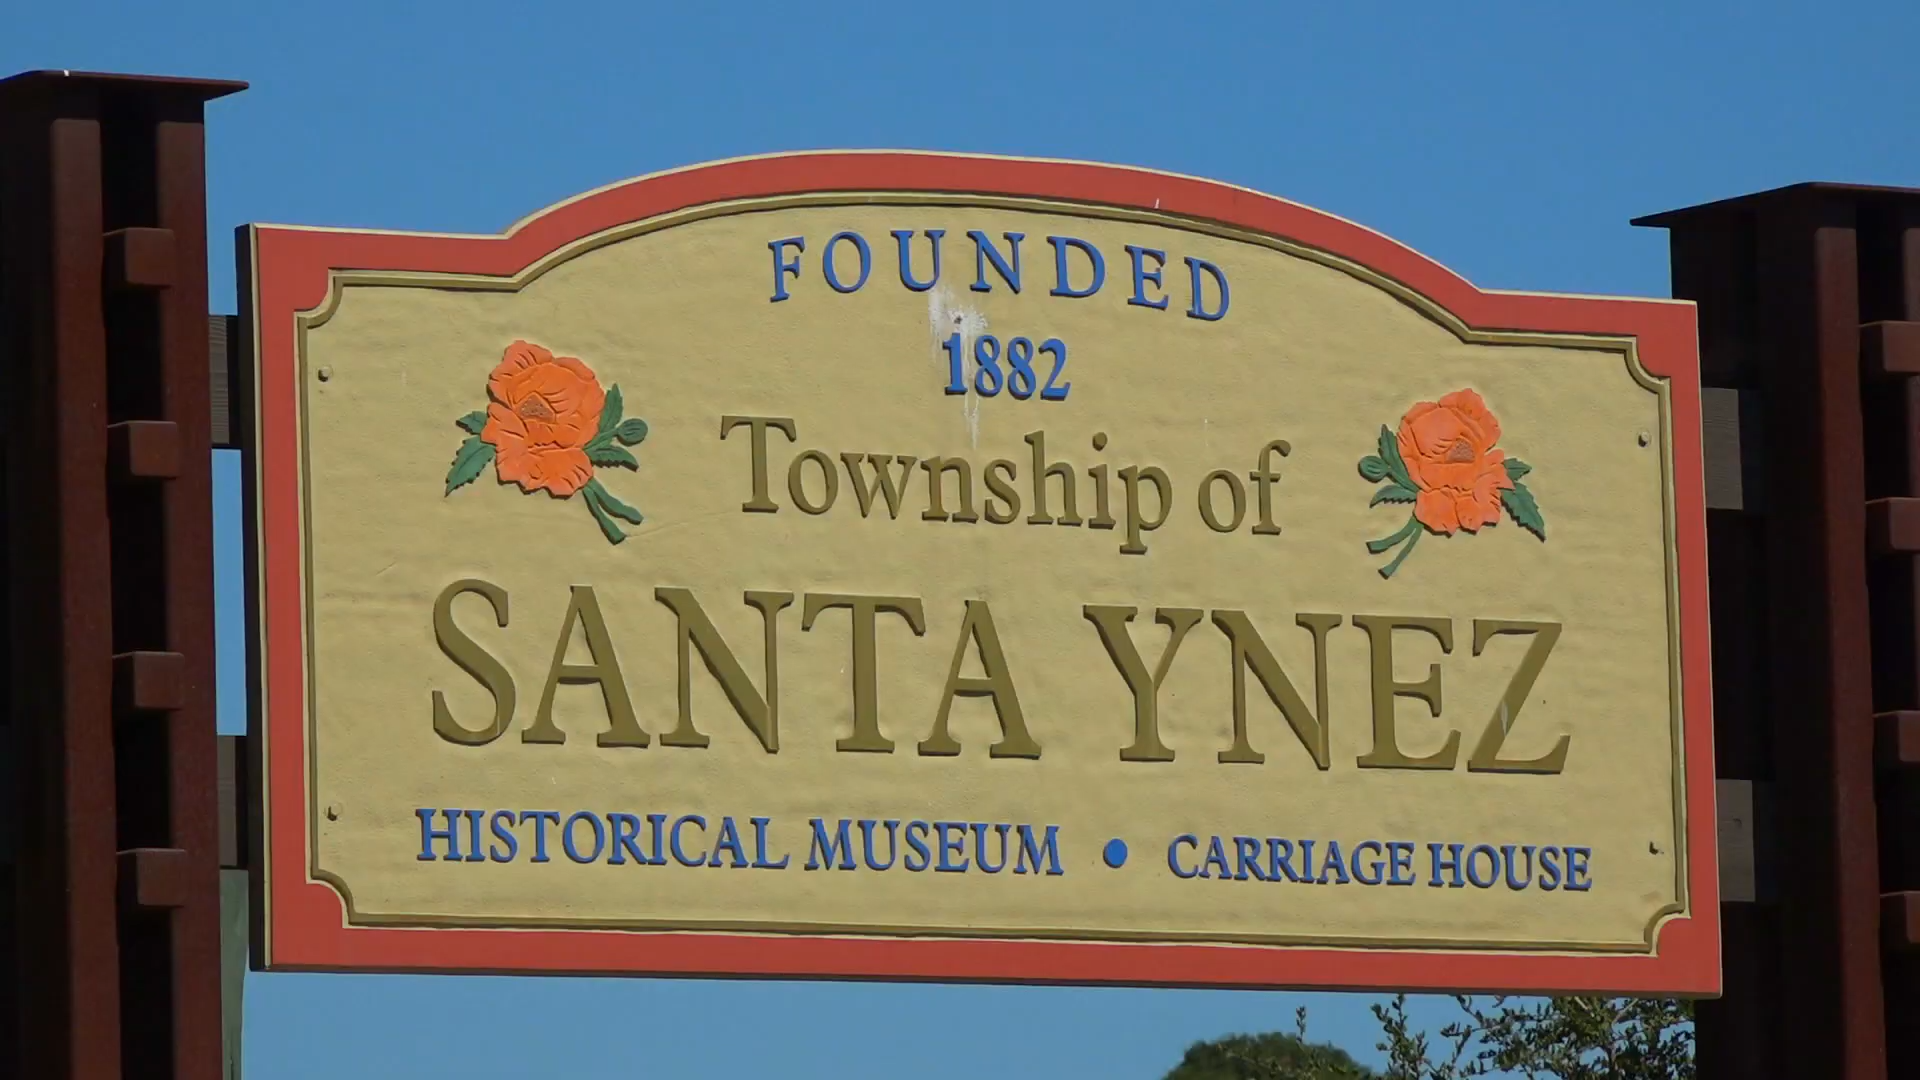 FOUNDED
1882
Township of
SANTA YNEZ
HISTORICAL MUSEUM • CARRIAGE HOUSE